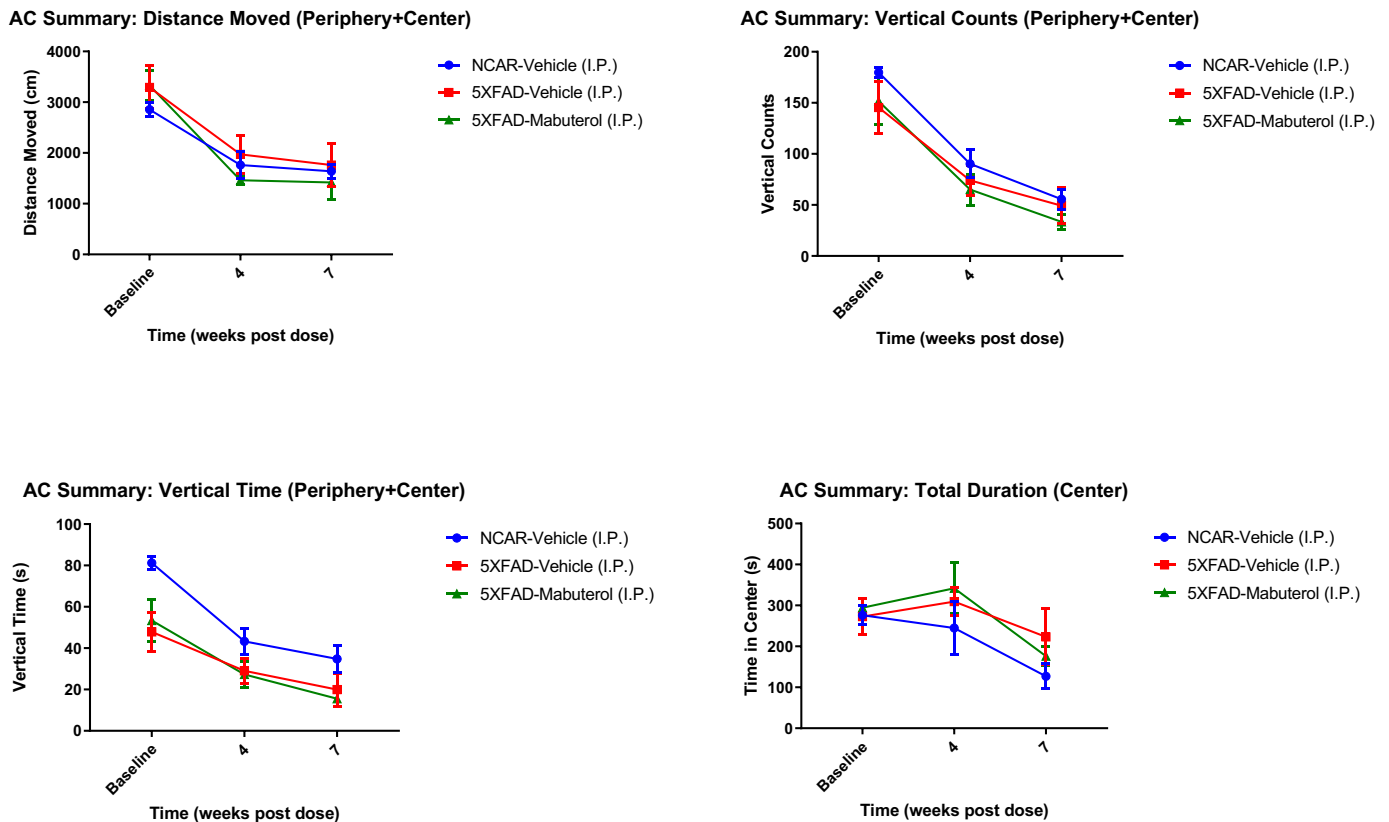 AC Summary: Distance Moved (Periphery+Center)
4000
3000
2000
1000
0
Distance Moved (cm)
Baseline
4
7
Time (weeks post dose)
NCAR-Vehicle (I.P.)
5XFAD-Vehicle (I.P.)
5XFAD-Mabuterol (I.P.)
AC Summary: Vertical Counts (Periphery+Center)
200
150
100
50
0
Vertical Counts
Baseline
4
7
Time (weeks post dose)
NCAR-Vehicle (I.P.)
5XFAD-Vehicle (I.P.)
5XFAD-Mabuterol (I.P.)
AC Summary: Vertical Time (Periphery+Center)
100
80
60
40
20
0
Vertical Time (s)
Baseline
4
7
Time (weeks post dose)
NCAR-Vehicle (I.P.)
5XFAD-Vehicle (I.P.)
5XFAD-Mabuterol (I.P.)
AC Summary: Total Duration (Center)
500
400
300
200
100
0
Time in Center (s)
Baseline
4
7
Time (weeks post dose)
NCAR-Vehicle (I.P.)
5XFAD-Vehicle (I.P.)
5XFAD-Mabuterol (I.P.)